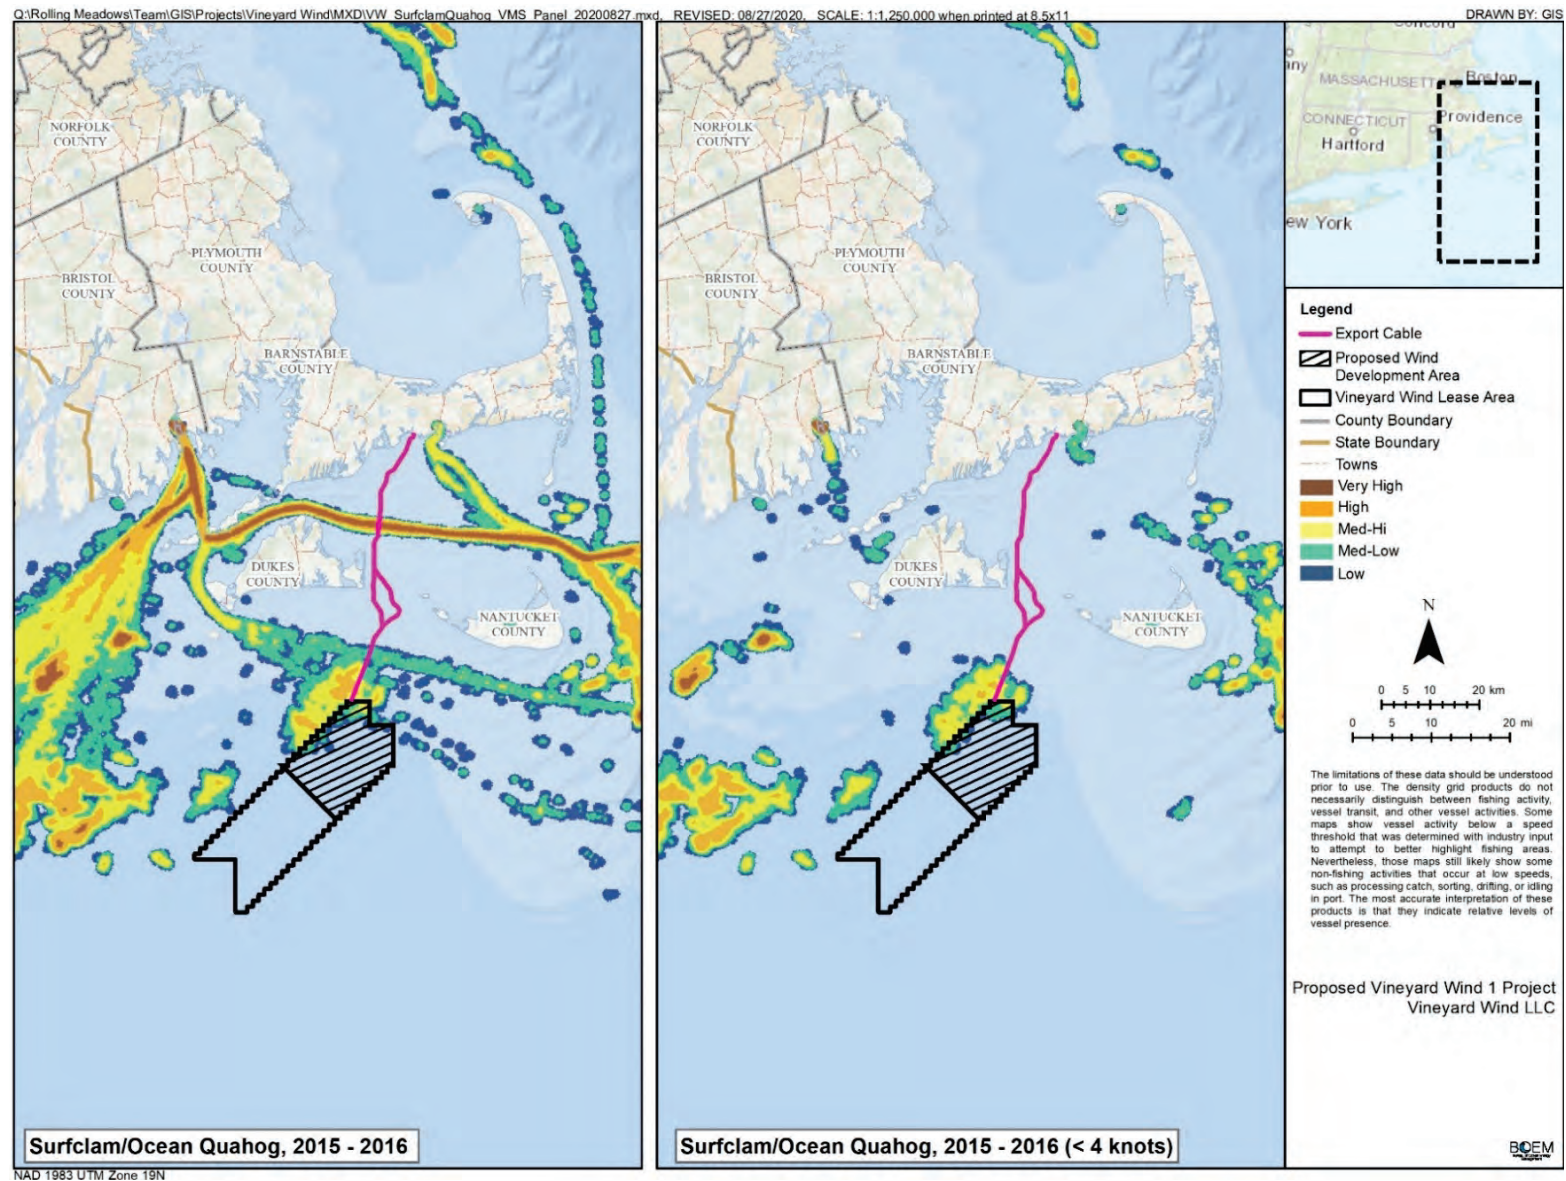 Q:\Rolling Meadows\Team\GIS\Projects\Vineyard Wind\MXD\VW_SurfclamQuahog_VMS_Panel_20200827.mxd, REVISED: 08/27/2020, SCALE: 1:1,250,000 when printed at 8.5x11
DRAWN BY: GIS
NORFOLK
COUNTY
PLYMOUTH
COUNTY
BRISTOL
COUNTY
BARNSTABLE
COUNTY
DUKES
COUNTY
NANTUCKET
COUNTY
Surfclam/Ocean Quahog, 2015 - 2016
NORFOLK
COUNTY
PLYMOUTH
COUNTY
BRISTOL
COUNTY
BARNSTABLE
COUNTY
DUKES
COUNTY
NANTUCKET
COUNTY
Surfclam/Ocean Quahog, 2015 - 2016 (< 4 knots)
Concord
any
MASSACHUSETT
Boston
CONNECTICUT
Providence
Hartford
ew York
Legend
Export Cable
Proposed Wind
Development Area
Vineyard Wind Lease Area
County Boundary
State Boundary
Towns
Very High
High
Med-Hi
Med-Low
Low
N
0 5 10 20 km
0 5 10 20 mi
The limitations of these data should be understood
prior to use. The density grid products do not
necessarily distinguish between fishing activity,
vessel transit, and other vessel activities. Some
maps show vessel activity below a speed
threshold that was determined with industry input
to attempt to better highlight fishing areas.
Nevertheless, those maps still likely show some
non-fishing activities that occur at low speeds,
such as processing catch, sorting, drifting, or idling
in port. The most accurate interpretation of these
products is that they indicate relative levels of
vessel presence.
Proposed Vineyard Wind 1 Project
Vineyard Wind LLC
BOEM
NAD 1983 UTM Zone 19N